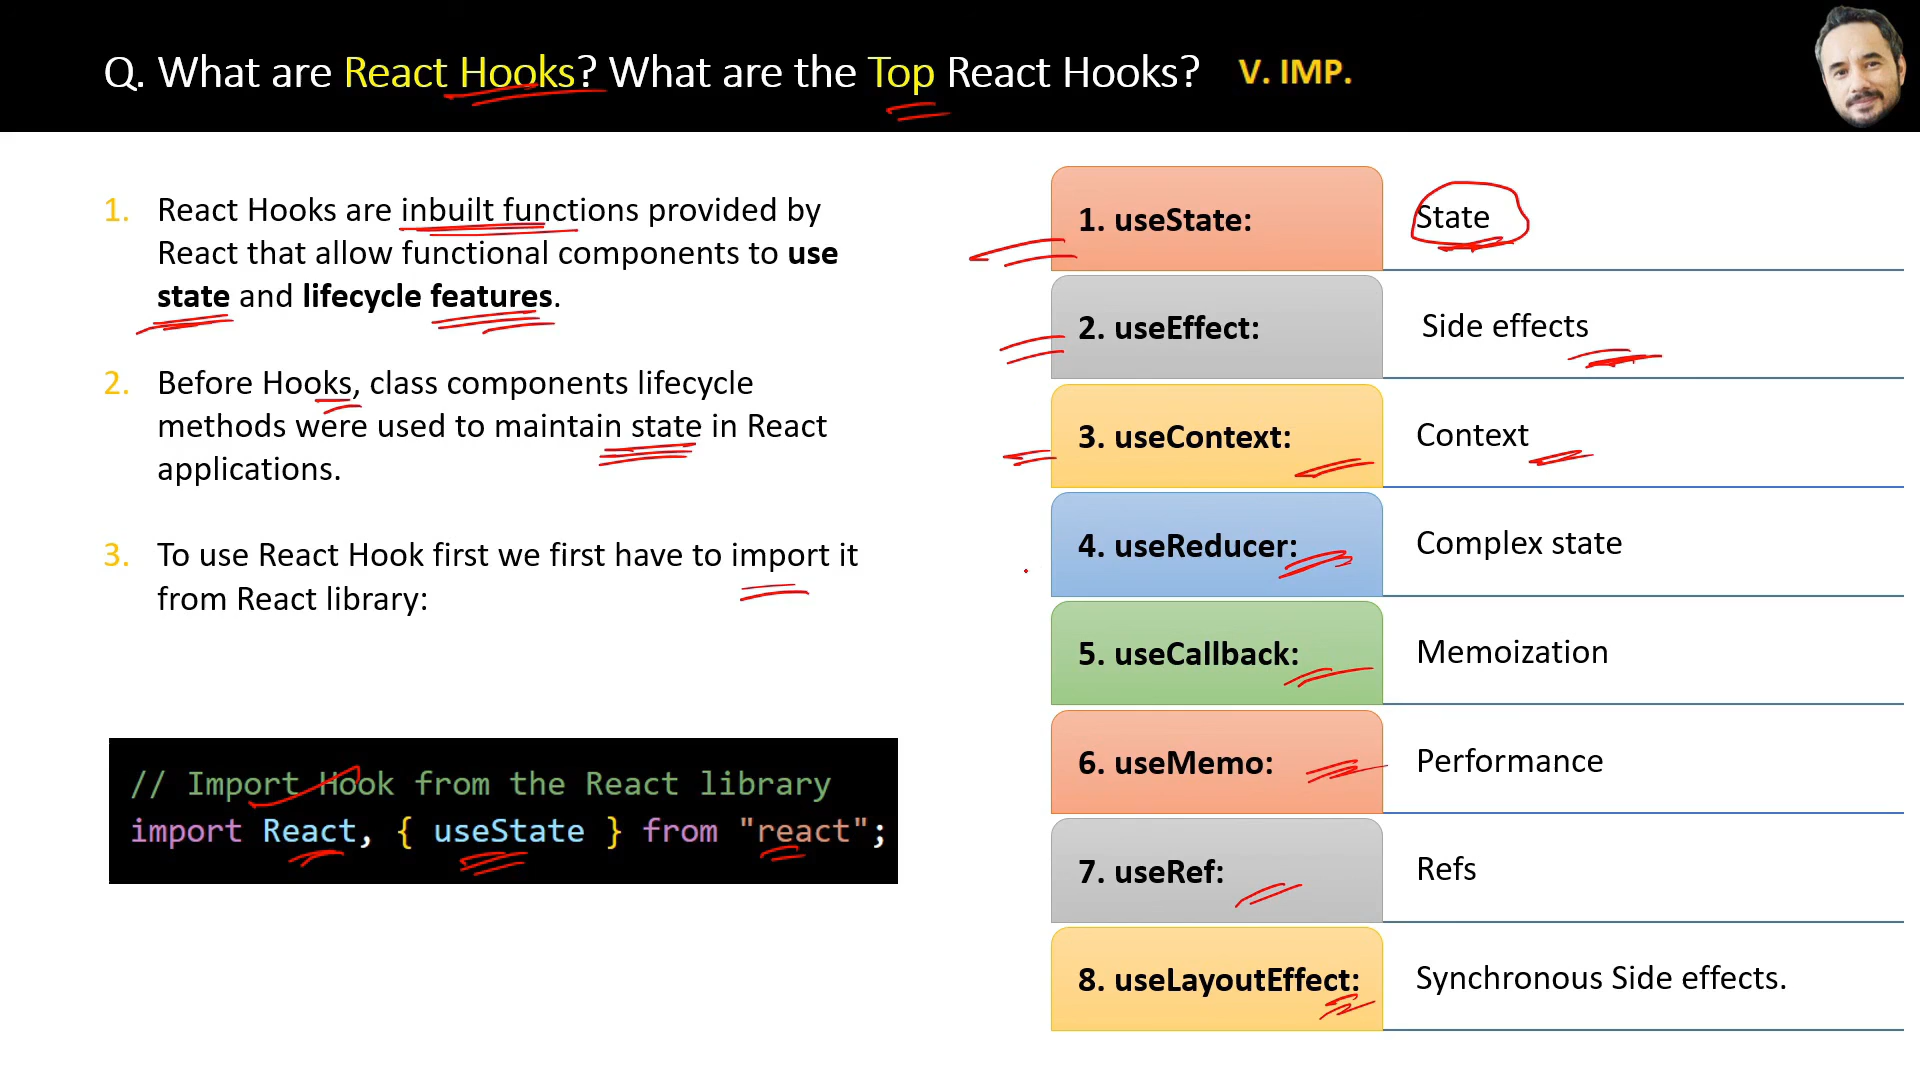 Q. What are React Hooks? What are the Top React Hooks? V. IMP.
1. React Hooks are inbuilt functions provided by
React that allow functional components to use
state and lifecycle features.
2. Before Hooks, class components lifecycle
methods were used to maintain state in React
applications.
3. To use React Hook first we first have to import it
from React library:
// Import Hook from the React library
import React, { useState } from "react";
1. useState: State
2. useEffect: Side effects
3. useContext: Context
4. useReducer: Complex state
5. useCallback: Memoization
6. useMemo: Performance
7. useRef: Refs
8. useLayoutEffect: Synchronous Side effects.